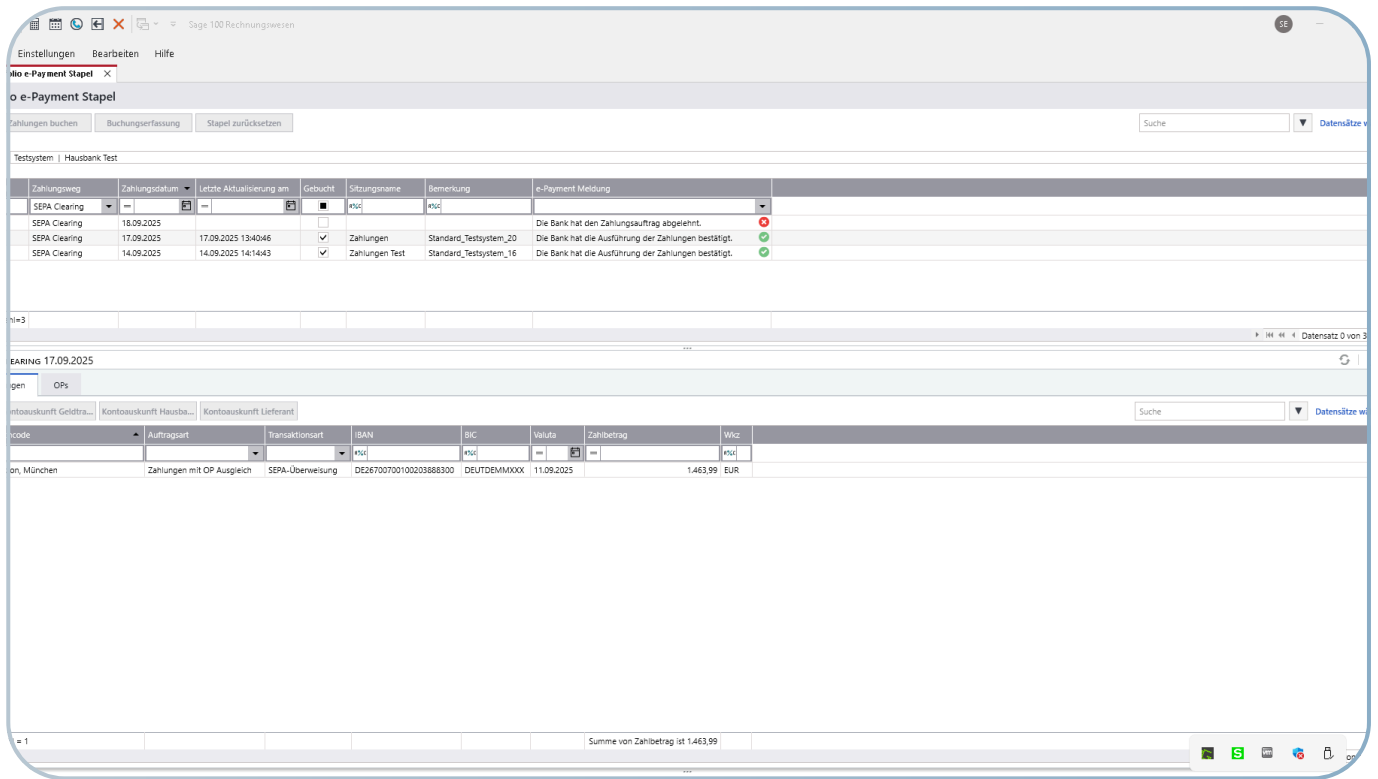 Sage 100 Rechnungswesen
SE
Einstellungen Bearbeiten Hilfe
lio e-Payment Stapel
o e-Payment Stapel
Zahlungen buchen Buchungserfassung Stapel zurücksetzen Suche Datensätze w
Testsystem | Hausbank Test
Zahlungsweg Zahlungsdatum Letzte Aktualisierung am Gebucht Sitzungsname Bemerkung e-Payment Meldung
SEPA Clearing = =
SEPA Clearing 18.09.2025 Die Bank hat den Zahlungsauftrag abgelehnt.
SEPA Clearing 17.09.2025 17.09.2025 13:40:46 Zahlungen Standard_Testsystem_20 Die Bank hat die Ausführung der Zahlungen bestätigt.
SEPA Clearing 14.09.2025 14.09.2025 14:14:43 Zahlungen Test Standard_Testsystem_16 Die Bank hat die Ausführung der Zahlungen bestätigt.
hl=3
Datensatz 0 von 3
EARING 17.09.2025
ngen OPs
ntoauskunft Geldtra... Kontoauskunft Hausba... Kontoauskunft Lieferant Suche Datensätze wä
code Auftragsart Transaktionsart IBAN BIC Valuta Zahlbetrag Wkz
= =
on, München Zahlungen mit OP Ausgleich SEPA-Überweisung DE26700700100203888300 DEUTDEMMXXX 11.09.2025 1.463,99 EUR
= 1 Summe von Zahlbetrag ist 1.463,99
S